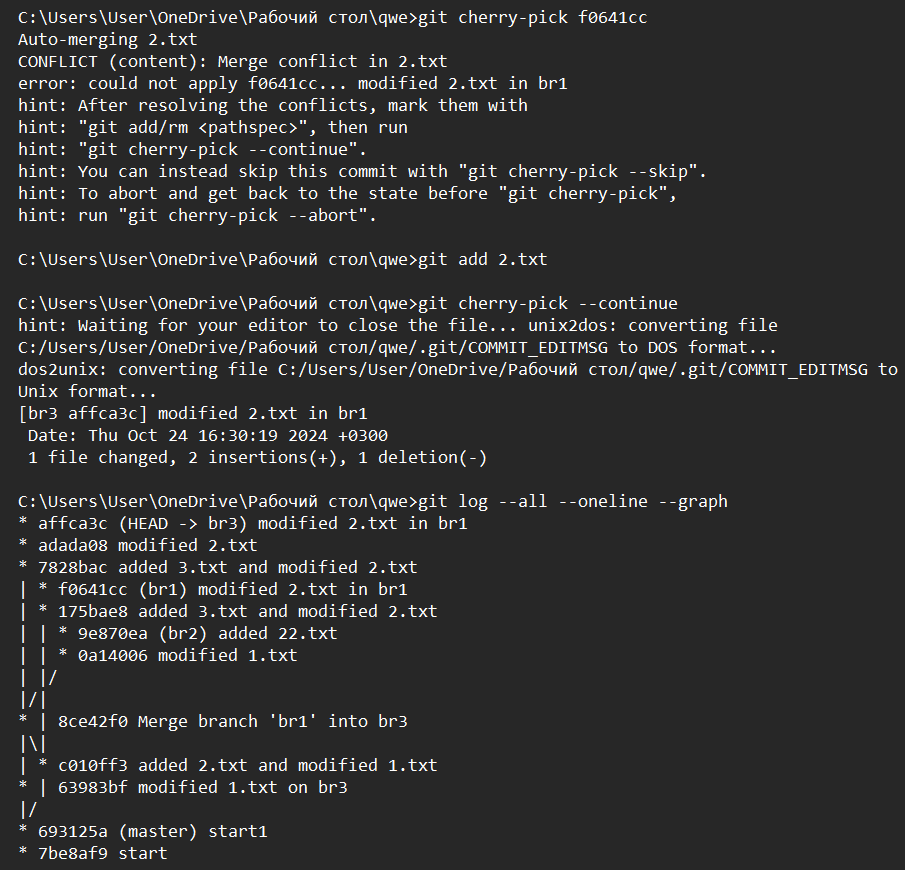 C:\Users\User\OneDrive\Рабочий стол\qwe>git cherry-pick f0641cc
Auto-merging 2.txt
CONFLICT (content): Merge conflict in 2.txt
error: could not apply f0641cc... modified 2.txt in br1
hint: After resolving the conflicts, mark them with
hint: "git add/rm <pathspec>", then run
hint: "git cherry-pick --continue".
hint: You can instead skip this commit with "git cherry-pick --skip".
hint: To abort and get back to the state before "git cherry-pick",
hint: run "git cherry-pick --abort".

C:\Users\User\OneDrive\Рабочий стол\qwe>git add 2.txt

C:\Users\User\OneDrive\Рабочий стол\qwe>git cherry-pick --continue
hint: Waiting for your editor to close the file... unix2dos: converting file
C:/Users/User/OneDrive/Рабочий стол/qwe/.git/COMMIT_EDITMSG to DOS format...
dos2unix: converting file C:/Users/User/OneDrive/Рабочий стол/qwe/.git/COMMIT_EDITMSG to
Unix format...
[br3 affca3c] modified 2.txt in br1
 Date: Thu Oct 24 16:30:19 2024 +0300
 1 file changed, 2 insertions(+), 1 deletion(-)

C:\Users\User\OneDrive\Рабочий стол\qwe>git log --all --oneline --graph
* affca3c (HEAD -> br3) modified 2.txt in br1
* adada08 modified 2.txt
* 7828bac added 3.txt and modified 2.txt
| * f0641cc (br1) modified 2.txt in br1
| * 175bae8 added 3.txt and modified 2.txt
| | * 9e870ea (br2) added 22.txt
| | * 0a14006 modified 1.txt
| |/
|/|
* | 8ce42f0 Merge branch 'br1' into br3
|\|
| * c010ff3 added 2.txt and modified 1.txt
* | 63983bf modified 1.txt on br3
|/
* 693125a (master) start1
* 7be8af9 start